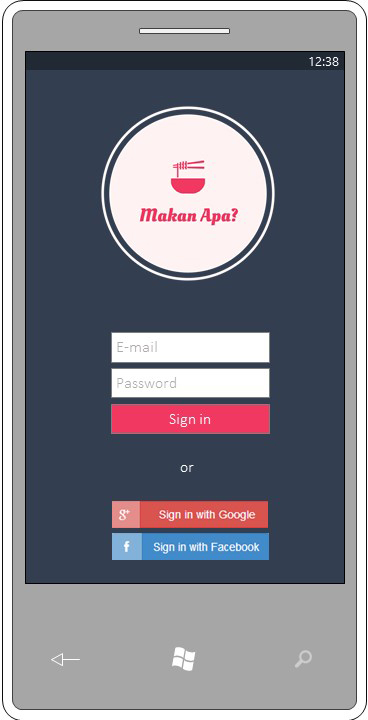 12:38
Makan Apa?
E-mail
Password
Sign in
or
g+ Sign in with Google
f Sign in with Facebook